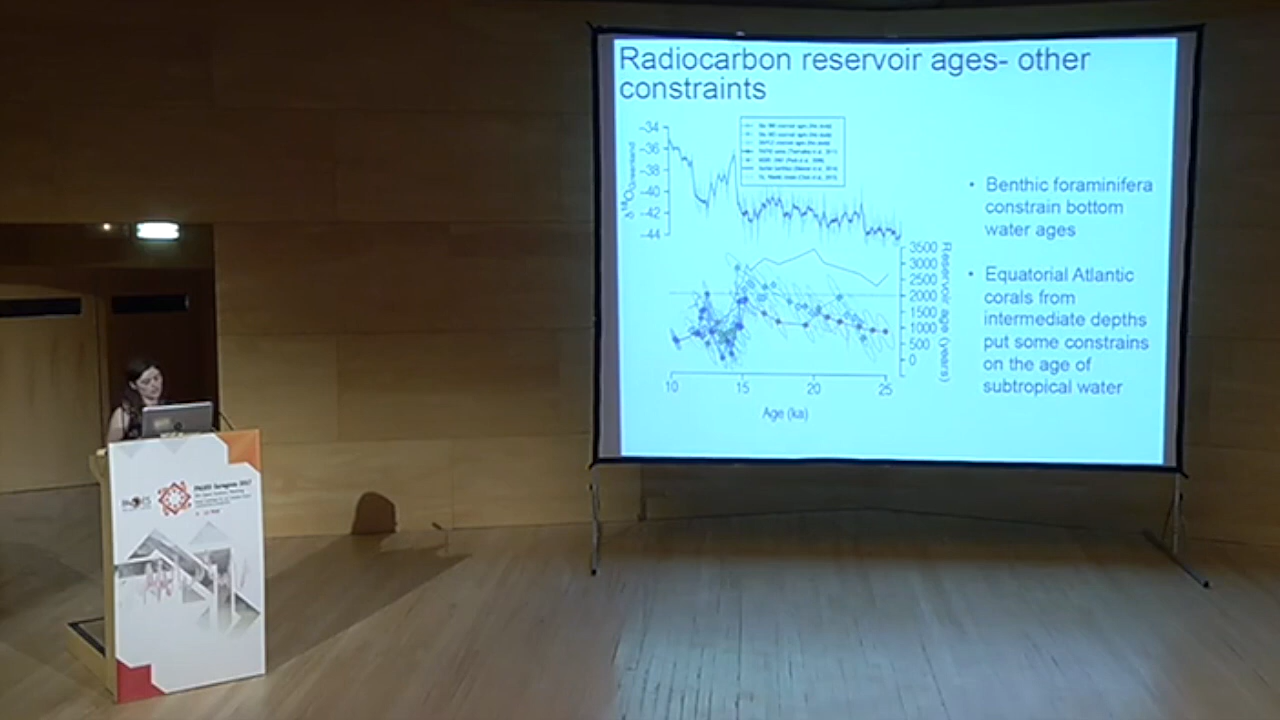 Radiocarbon reservoir ages- other
constraints
-34
-36
-38
-40
-42
-44
3500
3000
2500
2000
1500
1000
500
0
Reservoir age (years)
10
15
20
25
Age (ka)
• Benthic foraminifera
constrain bottom
water ages
• Equatorial Atlantic
corals from
intermediate depths
put some constrains
on the age of
subtropical water
PAGES
PAGES Zaragoza 2017